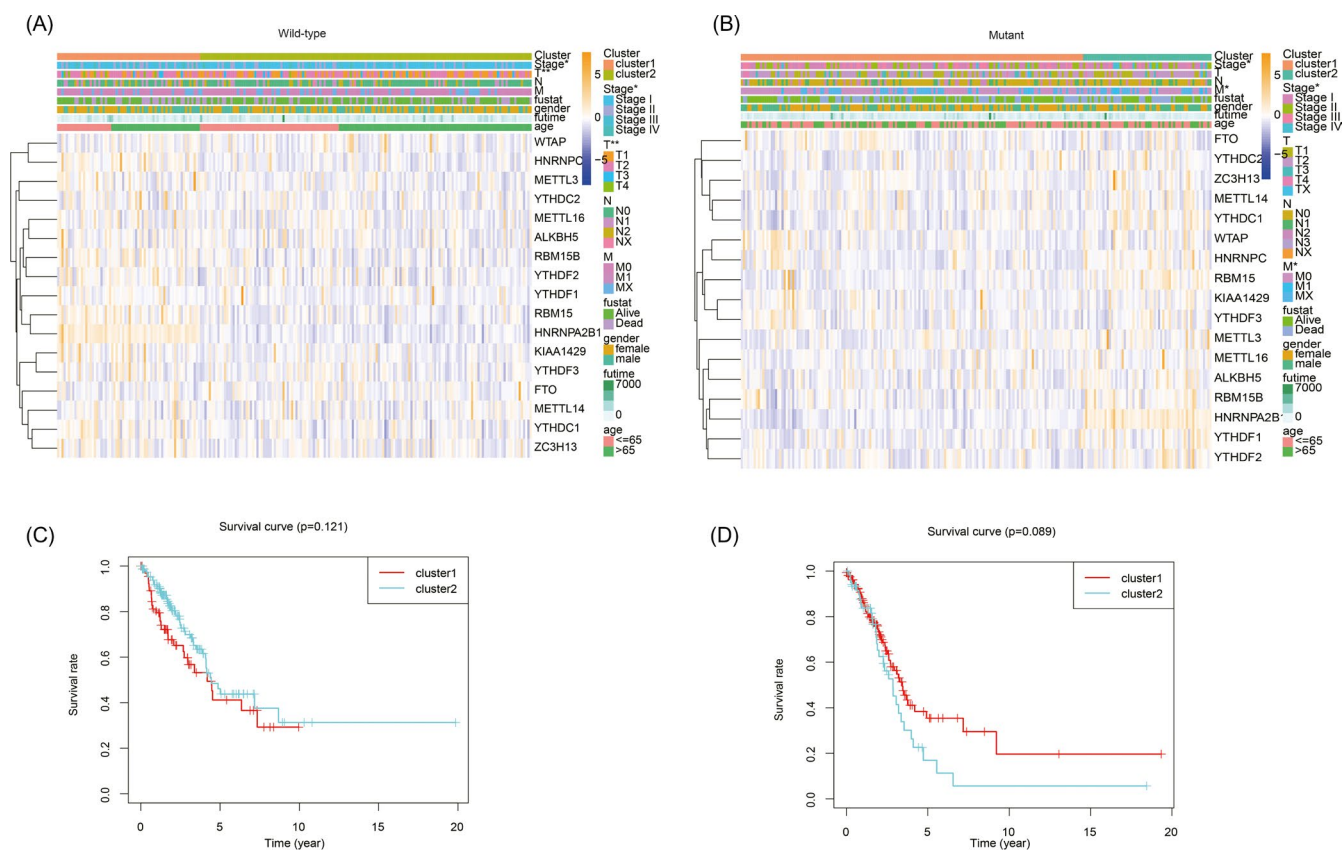 (A)
Wild-type
Cluster
Stage*
T**
N
M
fustat
gender
futime
age
WTAP
HNRNPC
METTL3
YTHDC2
METTL16
ALKBH5
RBM15B
YTHDF2
YTHDF1
RBM15
HNRNPA2B1
KIAA1429
YTHDF3
FTO
METTL14
YTHDC1
ZC3H13
5
0
−5
Cluster
cluster1
cluster2
Stage*
Stage I
Stage II
Stage III
Stage IV
T**
T1
T2
T3
T4
N
N0
N1
N2
NX
M
M0
M1
MX
fustat
Alive
Dead
gender
female
male
futime
7000
0
age
<=65
>65
(B)
Mutant
Cluster
Stage*
T
N
M*
fustat
gender
futime
age
FTO
YTHDC2
ZC3H13
METTL14
YTHDC1
WTAP
HNRNPC
RBM15
KIAA1429
YTHDF3
METTL3
METTL16
ALKBH5
RBM15B
HNRNPA2B1
YTHDF1
YTHDF2
5
0
−5
Cluster
cluster1
cluster2
Stage*
Stage I
Stage II
Stage III
Stage IV
T
T1
T2
T3
T4
TX
N
N0
N1
N2
N3
NX
M*
M0
M1
MX
fustat
Alive
Dead
gender
female
male
futime
7000
0
age
<=65
>65
(C)
Survival curve (p=0.121)
cluster1
cluster2
Survival rate
1.0
0.8
0.6
0.4
0.2
0.0
0
5
10
15
20
Time (year)
(D)
Survival curve (p=0.089)
cluster1
cluster2
Survival rate
1.0
0.8
0.6
0.4
0.2
0.0
0
5
10
15
20
Time (year)